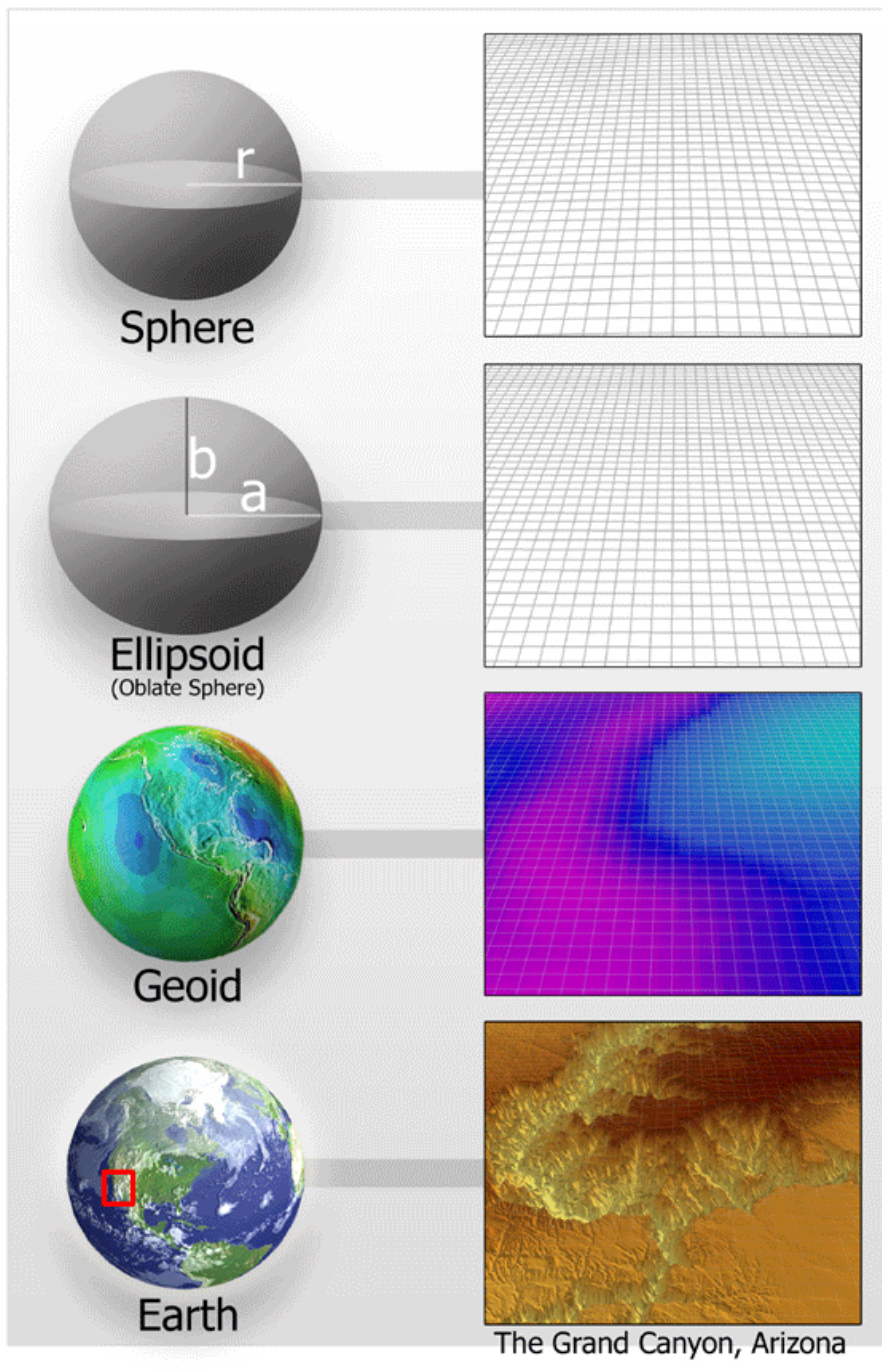 r
Sphere
b
a
Ellipsoid
(Oblate Sphere)
Geoid
Earth
The Grand Canyon, Arizona